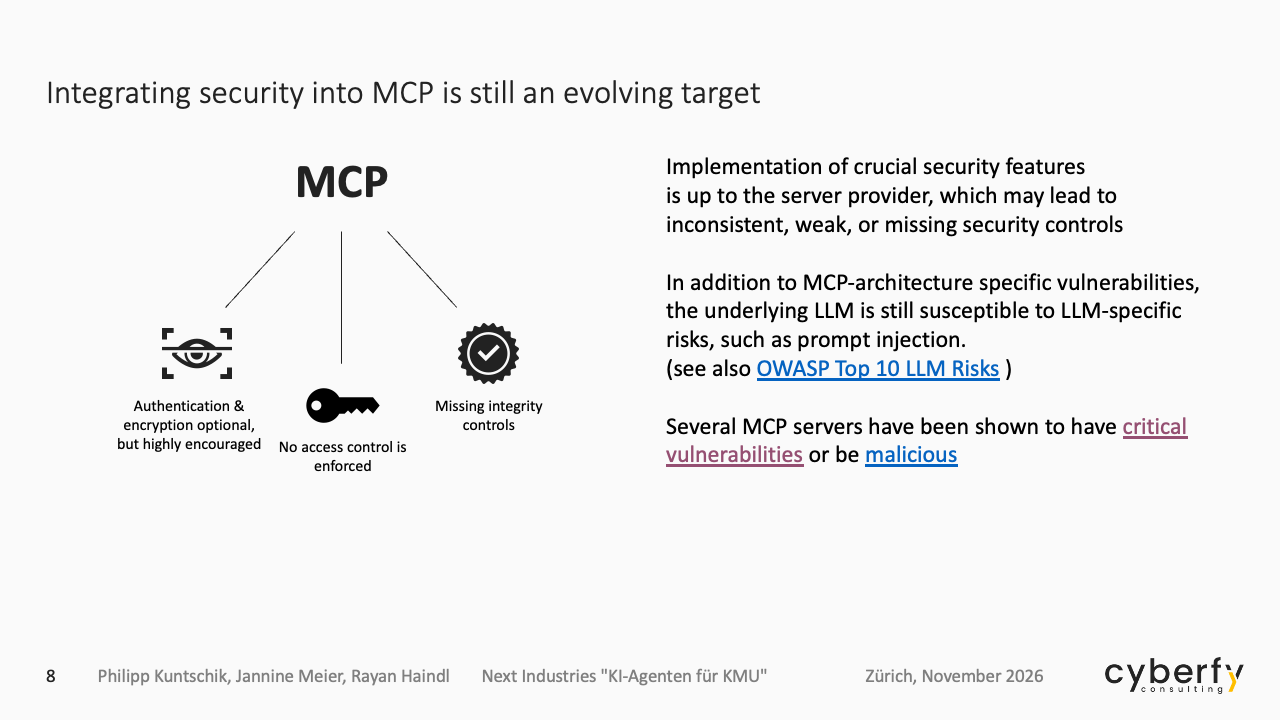 Integrating security into MCP is still an evolving target
MCP
Authentication &
encryption optional,
but highly encouraged
No access control is
enforced
Missing integrity
controls
Implementation of crucial security features
is up to the server provider, which may lead to
inconsistent, weak, or missing security controls
In addition to MCP-architecture specific vulnerabilities,
the underlying LLM is still susceptible to LLM-specific
risks, such as prompt injection.
(see also OWASP Top 10 LLM Risks )
Several MCP servers have been shown to have critical
vulnerabilities or be malicious
8 Philipp Kuntschik, Jannine Meier, Rayan Haindl Next Industries "KI-Agenten für KMU" Zürich, November 2026
cyberfy
consulting